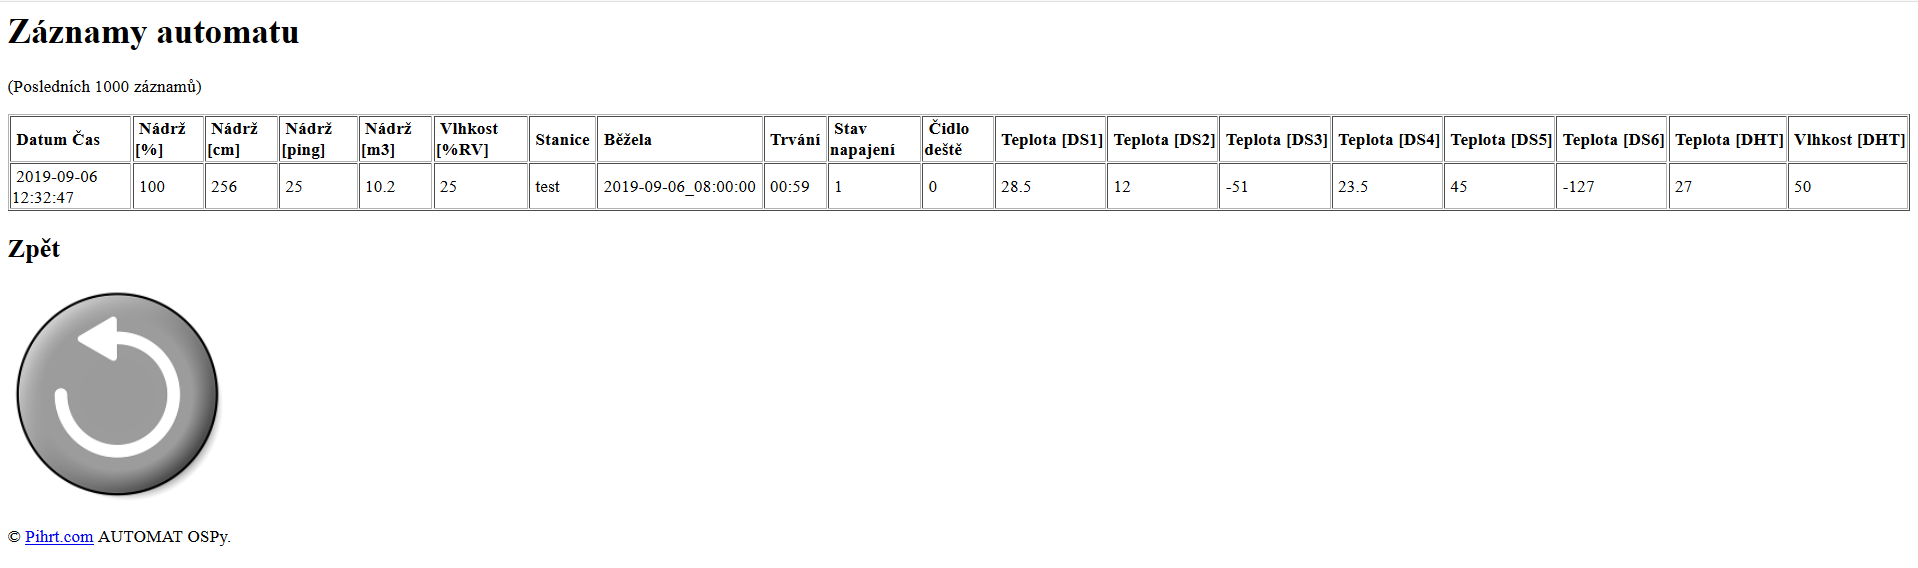 Záznamy automatu
(Posledních 1000 záznamů)
Datum Čas Nádrž [%] Nádrž [cm] Nádrž [ping] Nádrž [m3] Vlhkost [%RV] Stanice Běžela Trvání Stav napajení Čidlo deště Teplota [DS1] Teplota [DS2] Teplota [DS3] Teplota [DS4] Teplota [DS5] Teplota [DS6] Teplota [DHT] Vlhkost [DHT]
2019-09-06 12:32:47 100 256 25 10.2 25 test 2019-09-06_08:00:00 00:59 1 0 28.5 12 -51 23.5 45 -127 27 50
Zpět
© Pihrt.com AUTOMAT OSPy.